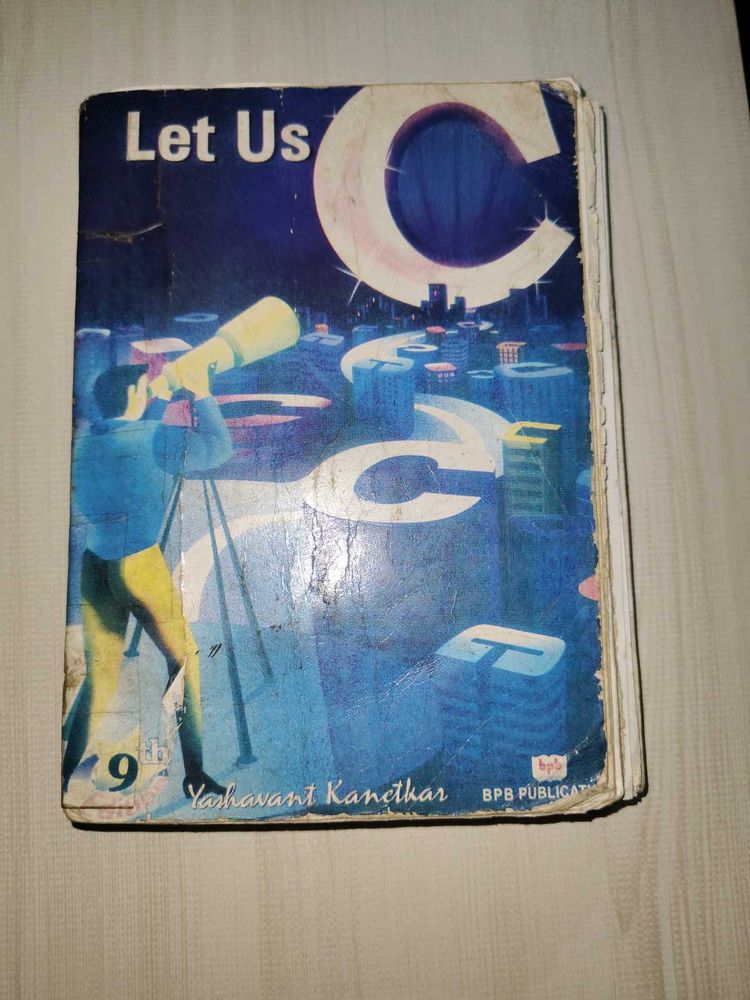 Let Us C
9th
Yashavant Kanetkar
bpb
BPB PUBLICATI